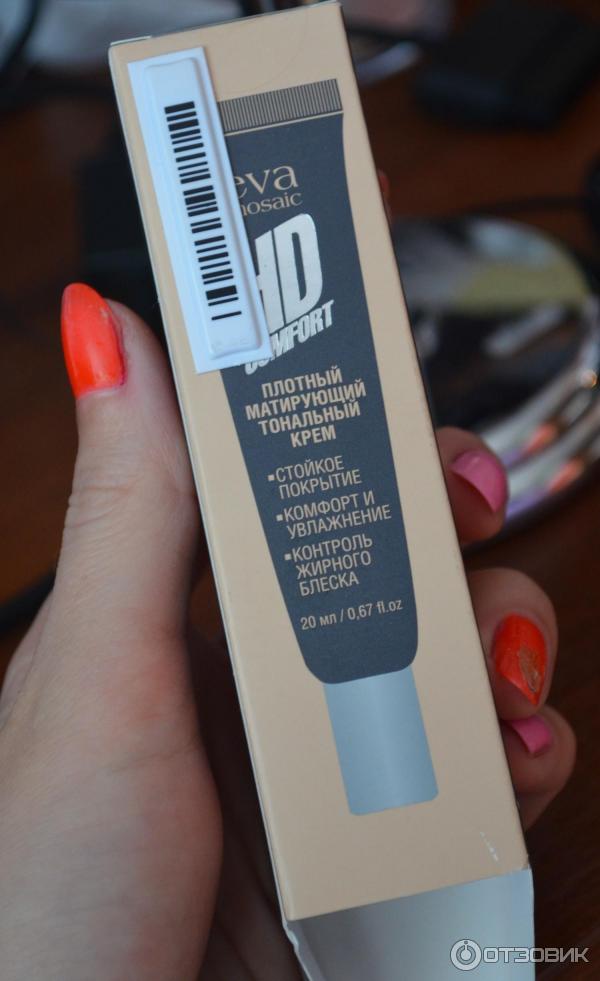 eva
mosaic
HD
COMFORT
ПЛОТНЫЙ
МАТИРУЮЩИЙ
ТОНАЛЬНЫЙ
КРЕМ
▪СТОЙКОЕ
ПОКРЫТИЕ
▪КОМФОРТ И
УВЛАЖНЕНИЕ
▪КОНТРОЛЬ
ЖИРНОГО
БЛЕСКА
20 мл / 0,67 fl.oz
ОТЗОВИК